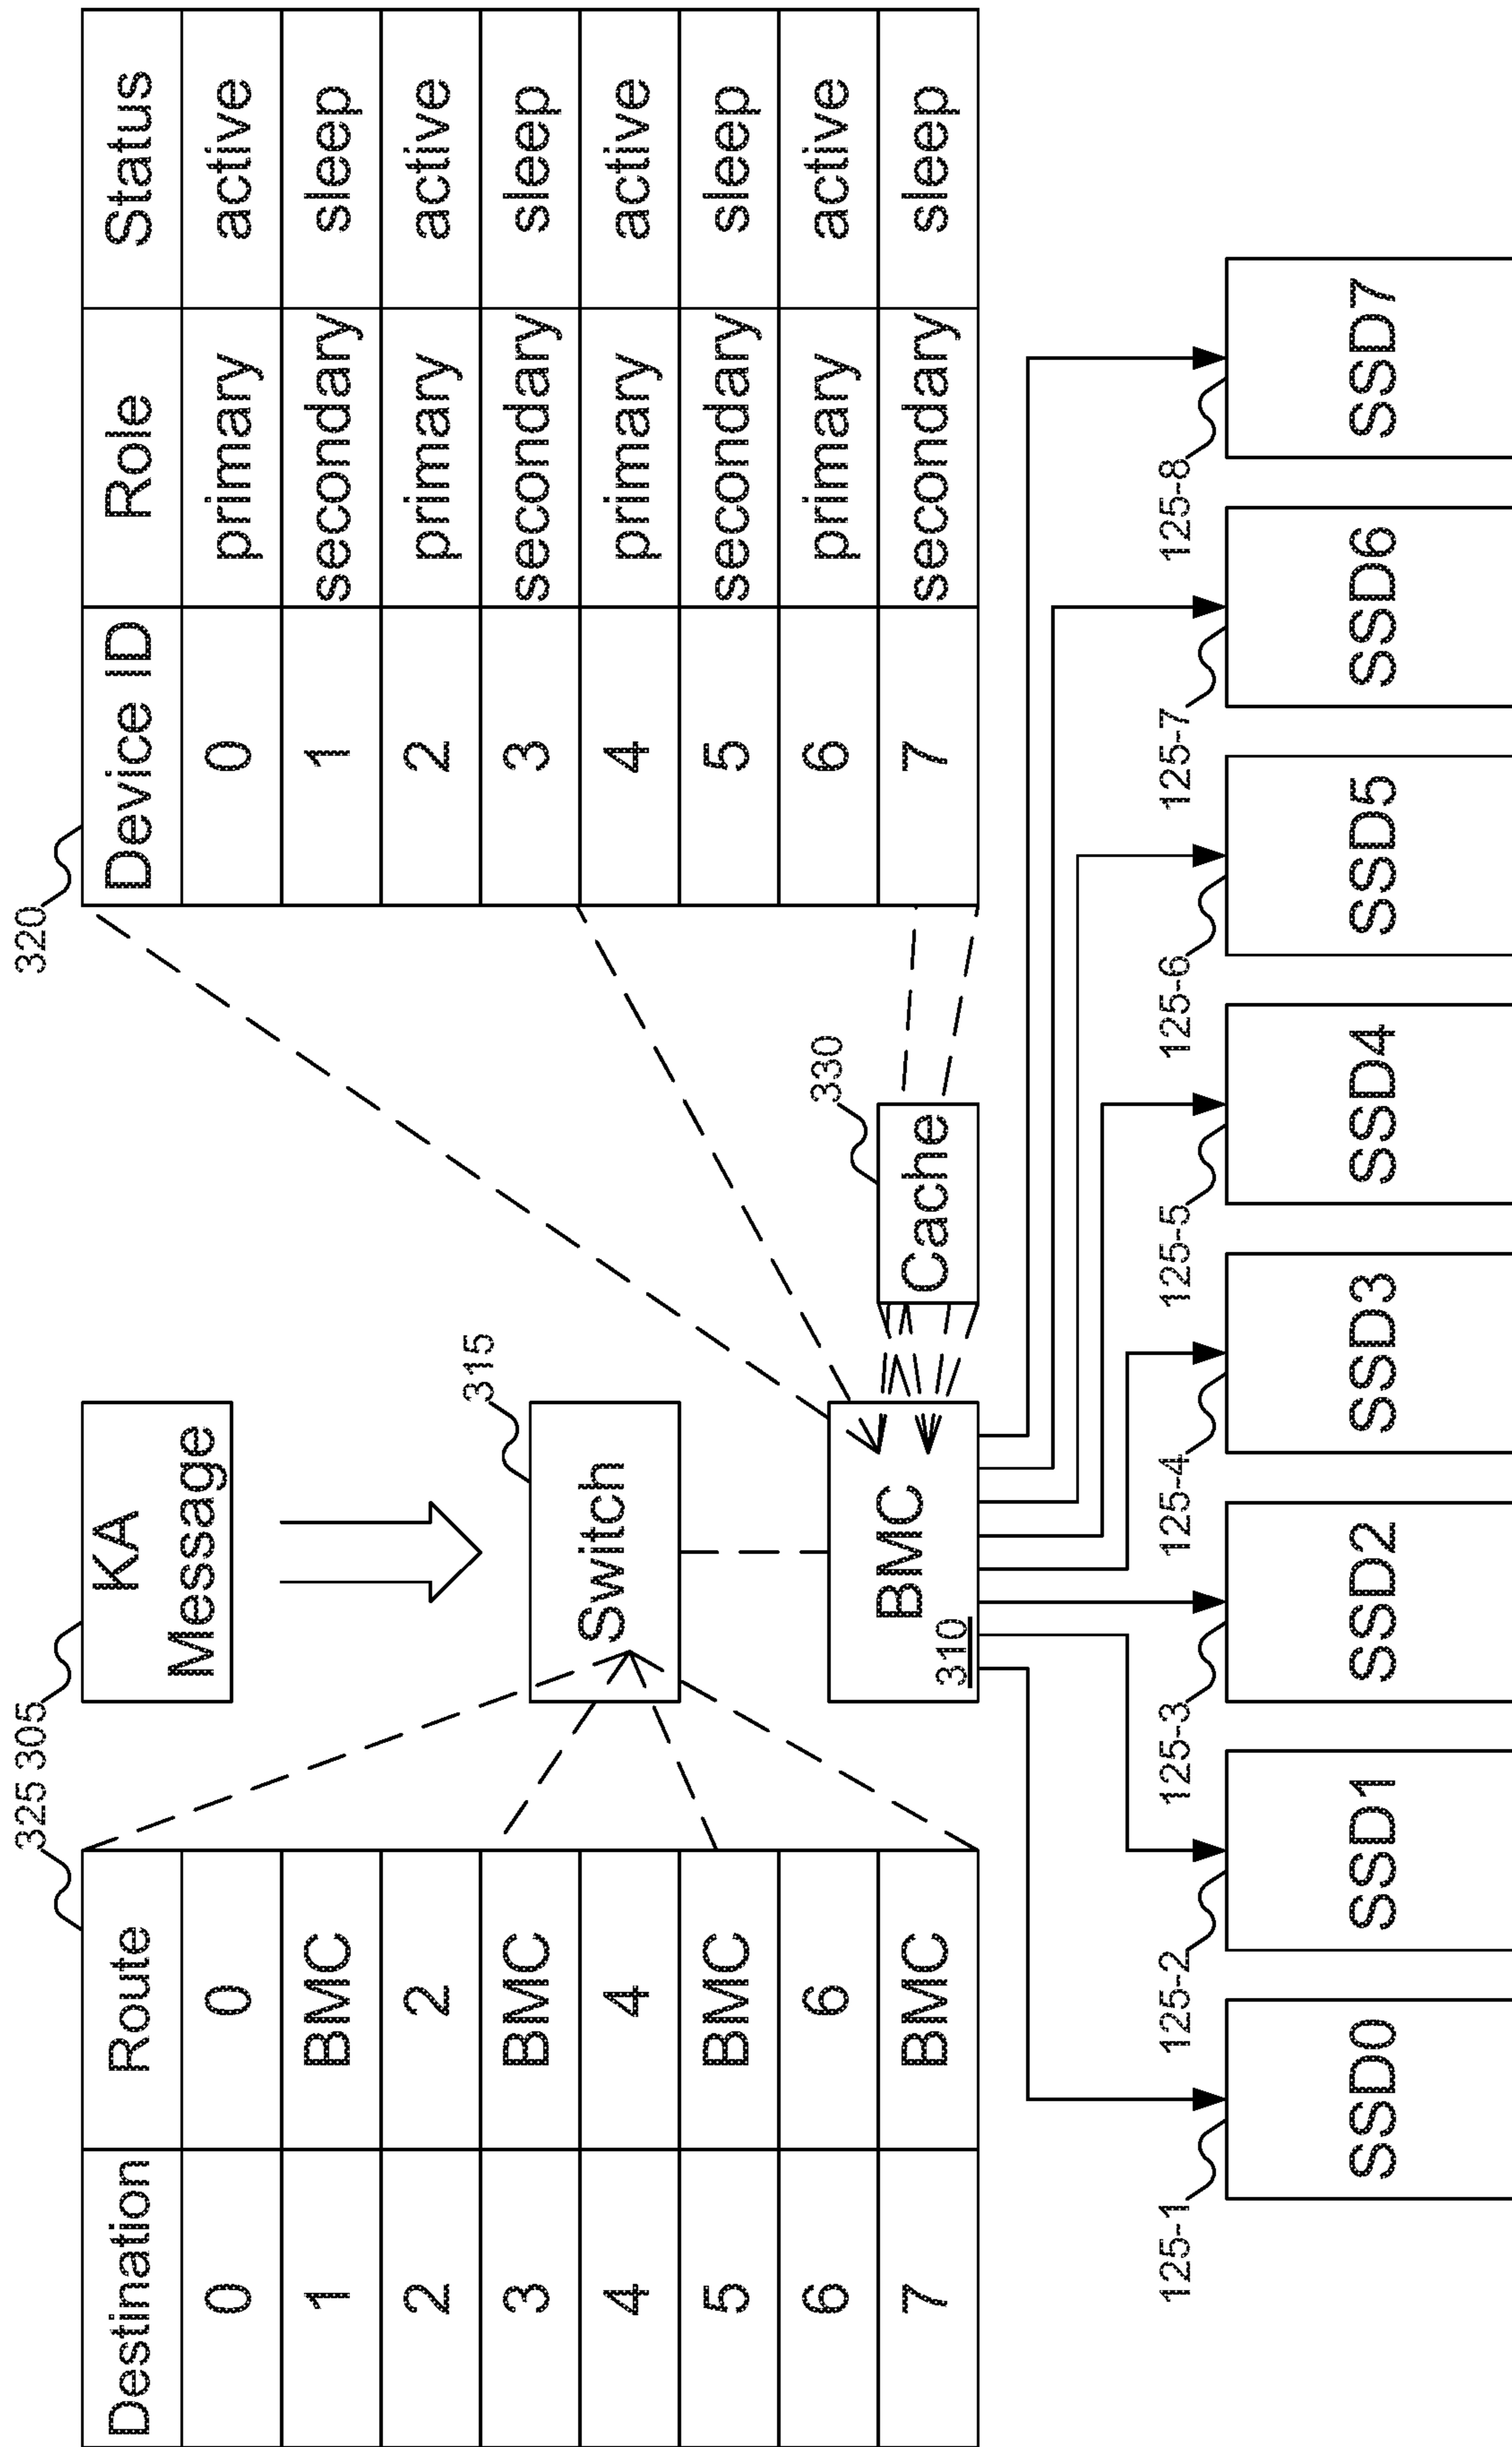 325
305
320
Destination Route
0 0
1 BMC
2 2
3 BMC
4 4
5 BMC
6 6
7 BMC
KA
Message
315
Switch
BMC
310
330
Cache
Device ID Role Status
0 primary active
1 secondary sleep
2 primary active
3 secondary sleep
4 primary active
5 secondary sleep
6 primary active
7 secondary sleep
125-1
125-2
125-3
125-4
125-5
125-6
125-7
125-8
SSD0
SSD1
SSD2
SSD3
SSD4
SSD5
SSD6
SSD7